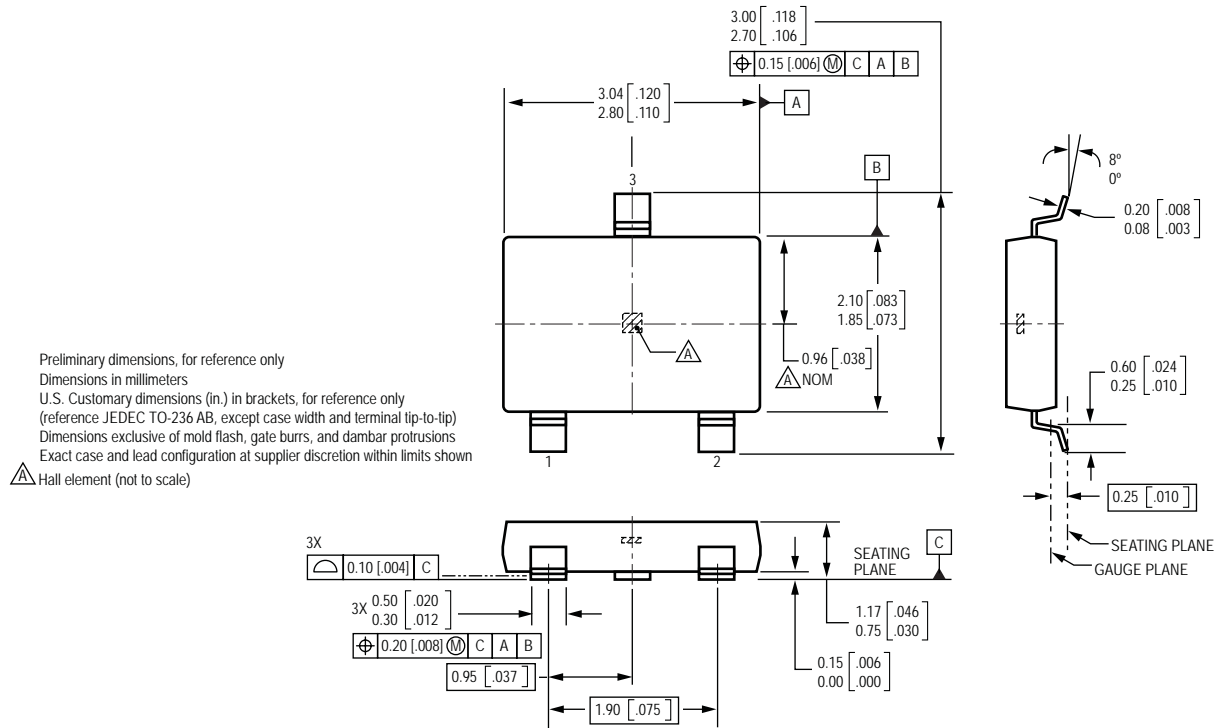 3.00 [.118]
2.70 [.106]
⌖ 0.15 [.006] Ⓜ C A B
3.04 [.120]
2.80 [.110]
A
3
B
8º
0º
0.20 [.008]
0.08 [.003]
2.10 [.083]
1.85 [.073]
A
0.96 [.038]
A NOM
0.60 [.024]
0.25 [.010]
Preliminary dimensions, for reference only
Dimensions in millimeters
U.S. Customary dimensions (in.) in brackets, for reference only
(reference JEDEC TO-236 AB, except case width and terminal tip-to-tip)
Dimensions exclusive of mold flash, gate burrs, and dambar protrusions
Exact case and lead configuration at supplier discretion within limits shown
A Hall element (not to scale)
1
2
0.25 [.010]
SEATING PLANE
GAUGE PLANE
3X
⌓ 0.10 [.004] C
SEATING
PLANE
C
3X 0.50 [.020]
0.30 [.012]
⌖ 0.20 [.008] Ⓜ C A B
1.17 [.046]
0.75 [.030]
0.15 [.006]
0.00 [.000]
0.95 [.037]
1.90 [.075]